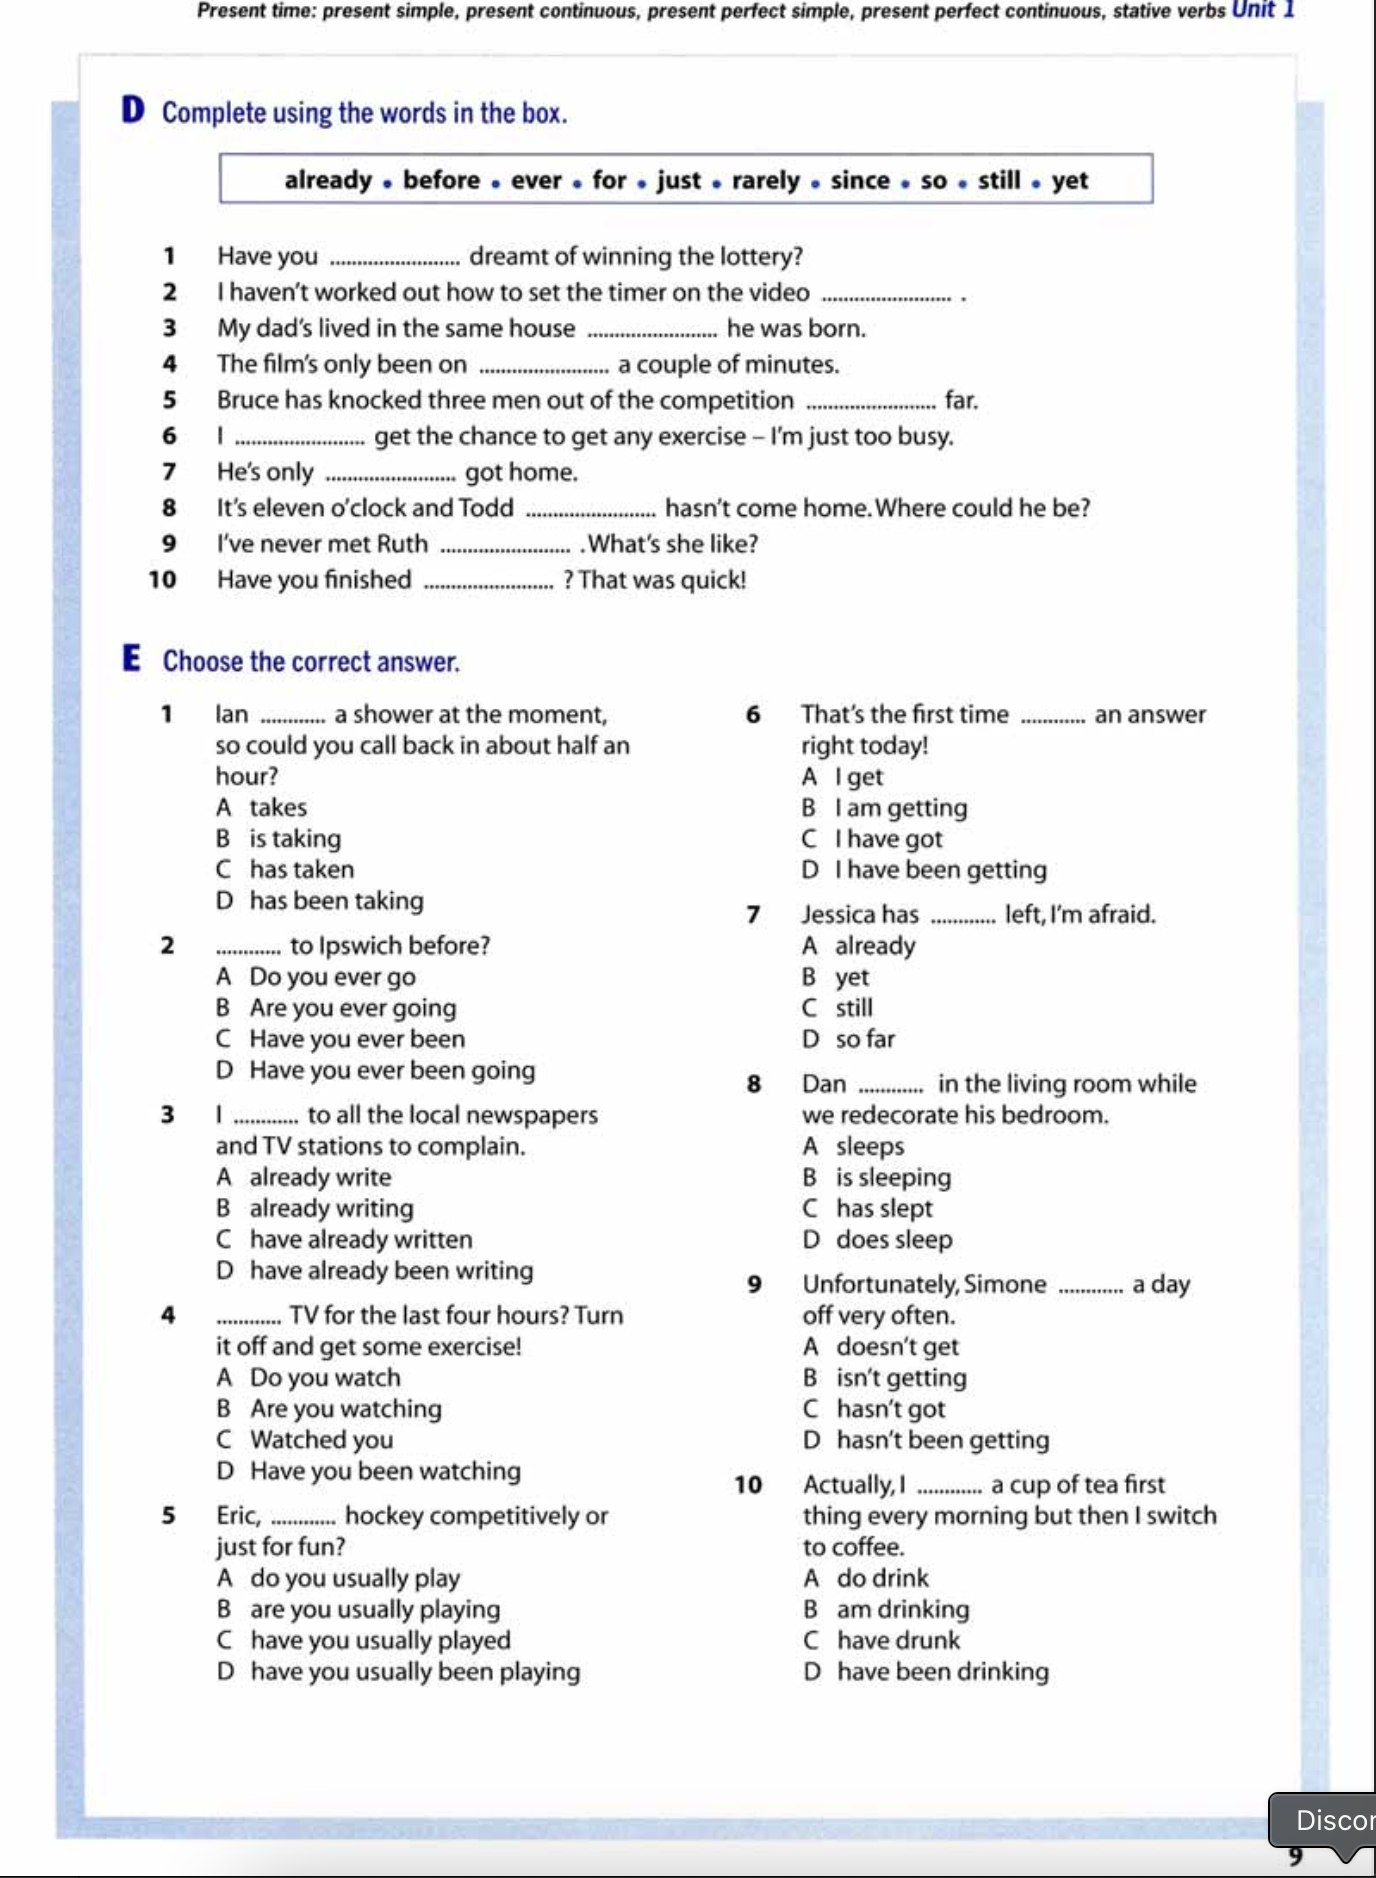 Present time: present simple, present continuous, present perfect simple, present perfect continuous, stative verbs Unit 1
D Complete using the words in the box.
already • before • ever • for • just • rarely • since • so • still • yet
1 Have you ........................ dreamt of winning the lottery?
2 I haven't worked out how to set the timer on the video ........................ .
3 My dad's lived in the same house ........................ he was born.
4 The film's only been on ........................ a couple of minutes.
5 Bruce has knocked three men out of the competition ........................ far.
6 I ........................ get the chance to get any exercise – I'm just too busy.
7 He's only ........................ got home.
8 It's eleven o'clock and Todd ........................ hasn't come home. Where could he be?
9 I've never met Ruth ........................ . What's she like?
10 Have you finished ........................ ? That was quick!
E Choose the correct answer.
1 Ian ............ a shower at the moment,
so could you call back in about half an
hour?
A takes
B is taking
C has taken
D has been taking
2 ............ to Ipswich before?
A Do you ever go
B Are you ever going
C Have you ever been
D Have you ever been going
3 I ............ to all the local newspapers
and TV stations to complain.
A already write
B already writing
C have already written
D have already been writing
4 ............ TV for the last four hours? Turn
it off and get some exercise!
A Do you watch
B Are you watching
C Watched you
D Have you been watching
5 Eric, ............ hockey competitively or
just for fun?
A do you usually play
B are you usually playing
C have you usually played
D have you usually been playing
6 That's the first time ............ an answer
right today!
A I get
B I am getting
C I have got
D I have been getting
7 Jessica has ............ left, I'm afraid.
A already
B yet
C still
D so far
8 Dan ............ in the living room while
we redecorate his bedroom.
A sleeps
B is sleeping
C has slept
D does sleep
9 Unfortunately, Simone ............ a day
off very often.
A doesn't get
B isn't getting
C hasn't got
D hasn't been getting
10 Actually, I ............ a cup of tea first
thing every morning but then I switch
to coffee.
A do drink
B am drinking
C have drunk
D have been drinking
Discor
9